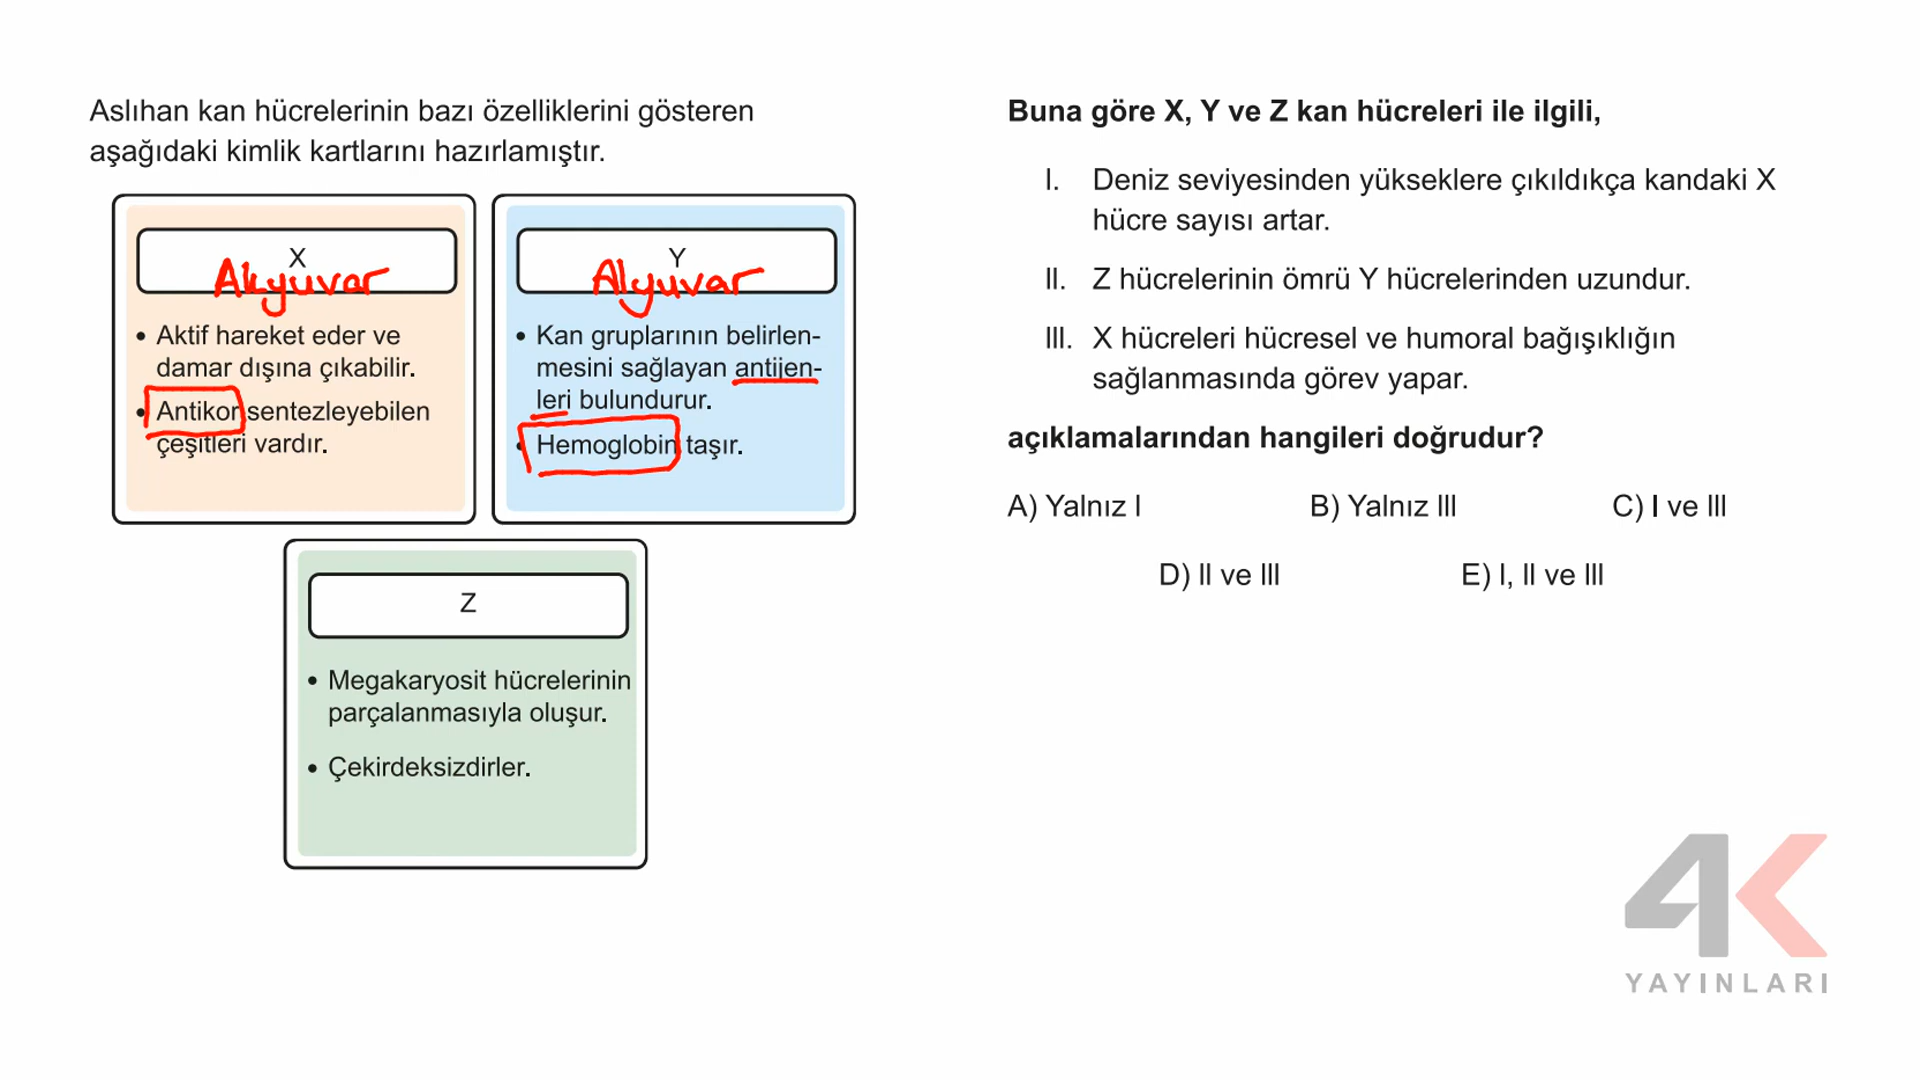 Aslıhan kan hücrelerinin bazı özelliklerini gösteren
aşağıdaki kimlik kartlarını hazırlamıştır.
X
Akyuvar
• Aktif hareket eder ve
damar dışına çıkabilir.
• Antikor sentezleyebilen
çeşitleri vardır.
Y
Alyuvar
• Kan gruplarının belirlen-
mesini sağlayan antijen-
leri bulundurur.
• Hemoglobin taşır.
Z
• Megakaryosit hücrelerinin
parçalanmasıyla oluşur.
• Çekirdeksizdirler.
Buna göre X, Y ve Z kan hücreleri ile ilgili,
I. Deniz seviyesinden yükseklere çıkıldıkça kandaki X
hücre sayısı artar.
II. Z hücrelerinin ömrü Y hücrelerinden uzundur.
III. X hücreleri hücresel ve humoral bağışıklığın
sağlanmasında görev yapar.
açıklamalarından hangileri doğrudur?
A) Yalnız I B) Yalnız III C) I ve III
D) II ve III E) I, II ve III
4K
YAYINLARI